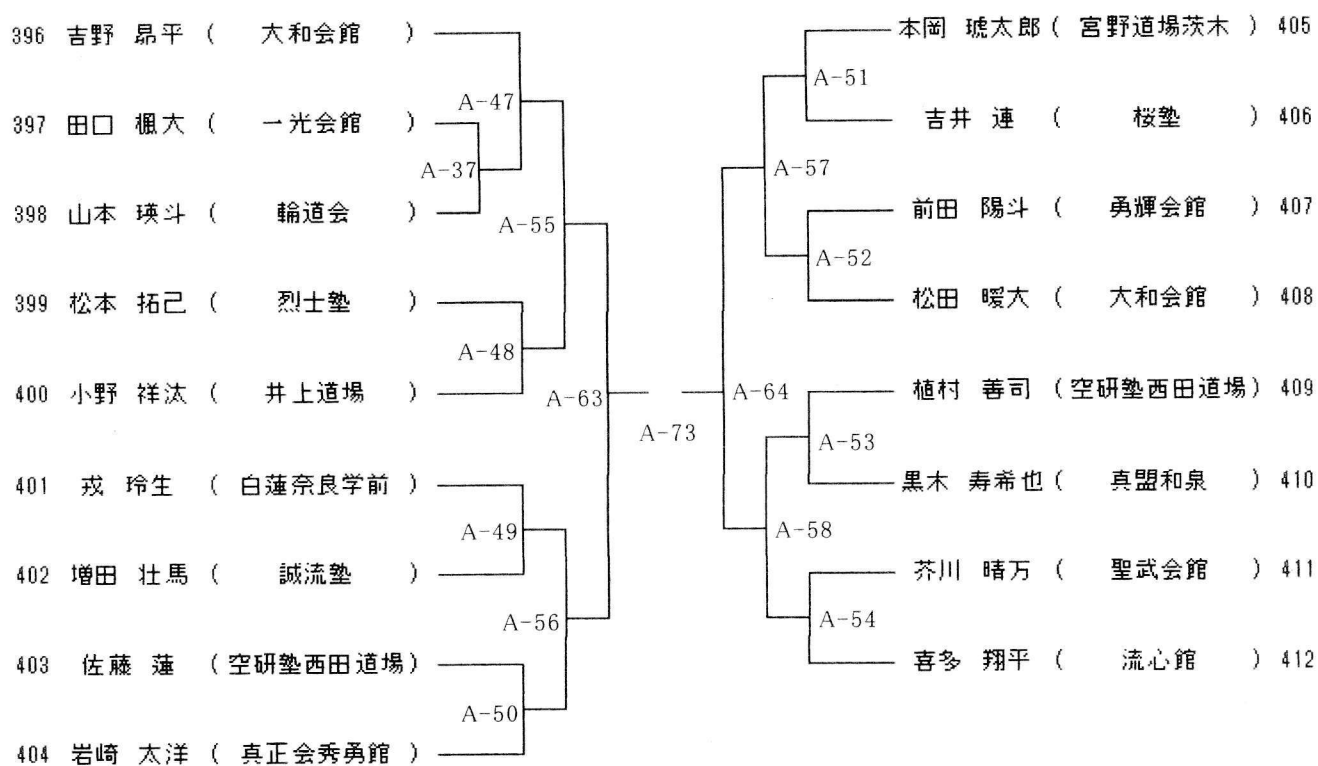 396 吉野 昴平 ( 大和会館 )
397 田口 楓大 ( 一光会館 )
398 山本 瑛斗 ( 輪道会 )
399 松本 拓己 ( 烈士塾 )
400 小野 祥汰 ( 井上道場 )
401 戎 玲生 ( 白蓮奈良学前 )
402 増田 壮馬 ( 誠流塾 )
403 佐藤 蓮 ( 空研塾西田道場 )
404 岩崎 太洋 ( 真正会秀勇館 )
A-47
A-37
A-55
A-48
A-63
A-49
A-56
A-50
A-73
A-51
A-57
A-52
A-64
A-53
A-58
A-54
本岡 琥太郎 ( 宮野道場茨木 ) 405
吉井 連 ( 桜塾 ) 406
前田 陽斗 ( 勇輝会館 ) 407
松田 暖大 ( 大和会館 ) 408
植村 善司 ( 空研塾西田道場 ) 409
黒木 寿希也 ( 真盟和泉 ) 410
芥川 晴万 ( 聖武会館 ) 411
喜多 翔平 ( 流心館 ) 412